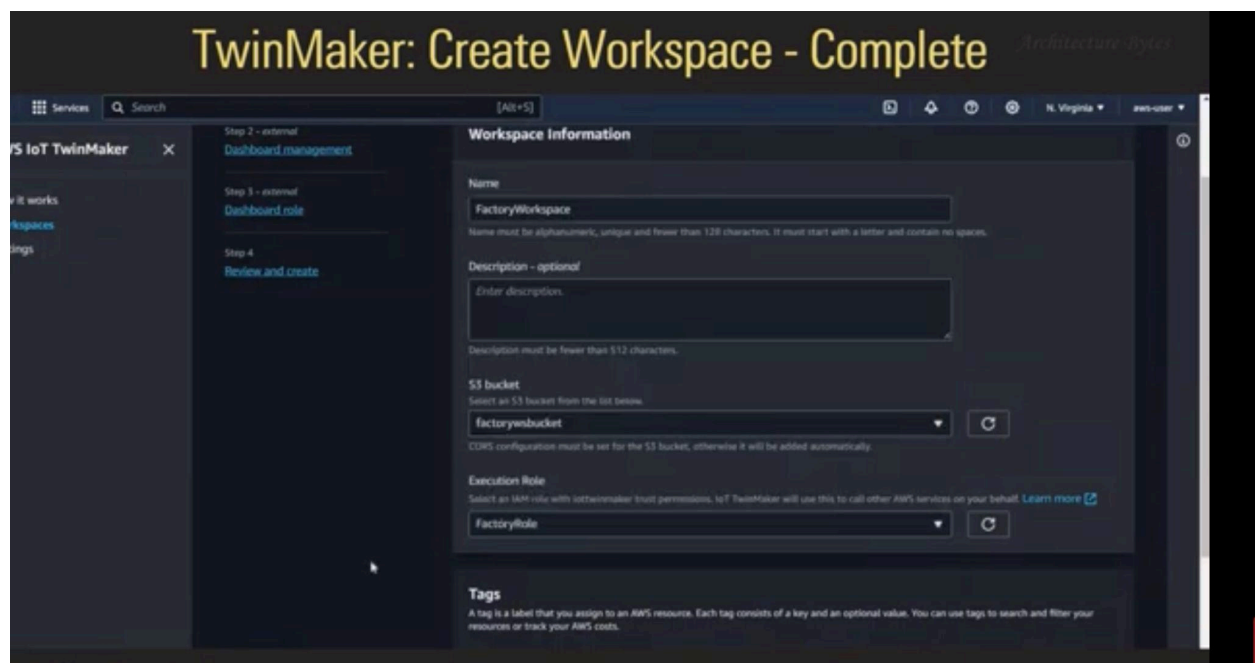 TwinMaker: Create Workspace - Complete
Architecture Bytes
Services
Search
[Alt+S]
N. Virginia
aws-user
/S IoT TwinMaker
it works
kspaces
ings
Step 2 - external
Dashboard management
Step 3 - external
Dashboard role
Step 4
Review and create
Workspace Information
Name
FactoryWorkspace
Name must be alphanumeric, unique and fewer than 128 characters. It must start with a letter and contain no spaces.
Description - optional
Enter description.
Description must be fewer than 512 characters.
S3 bucket
Select an S3 bucket from the list below.
factorywsbucket
CORS configuration must be set for the S3 bucket, otherwise it will be added automatically.
Execution Role
Select an IAM role with iottwinmaker trust permissions. IoT TwinMaker will use this to call other AWS services on your behalf. Learn more
FactoryRole
Tags
A tag is a label that you assign to an AWS resource. Each tag consists of a key and an optional value. You can use tags to search and filter your
resources or track your AWS costs.